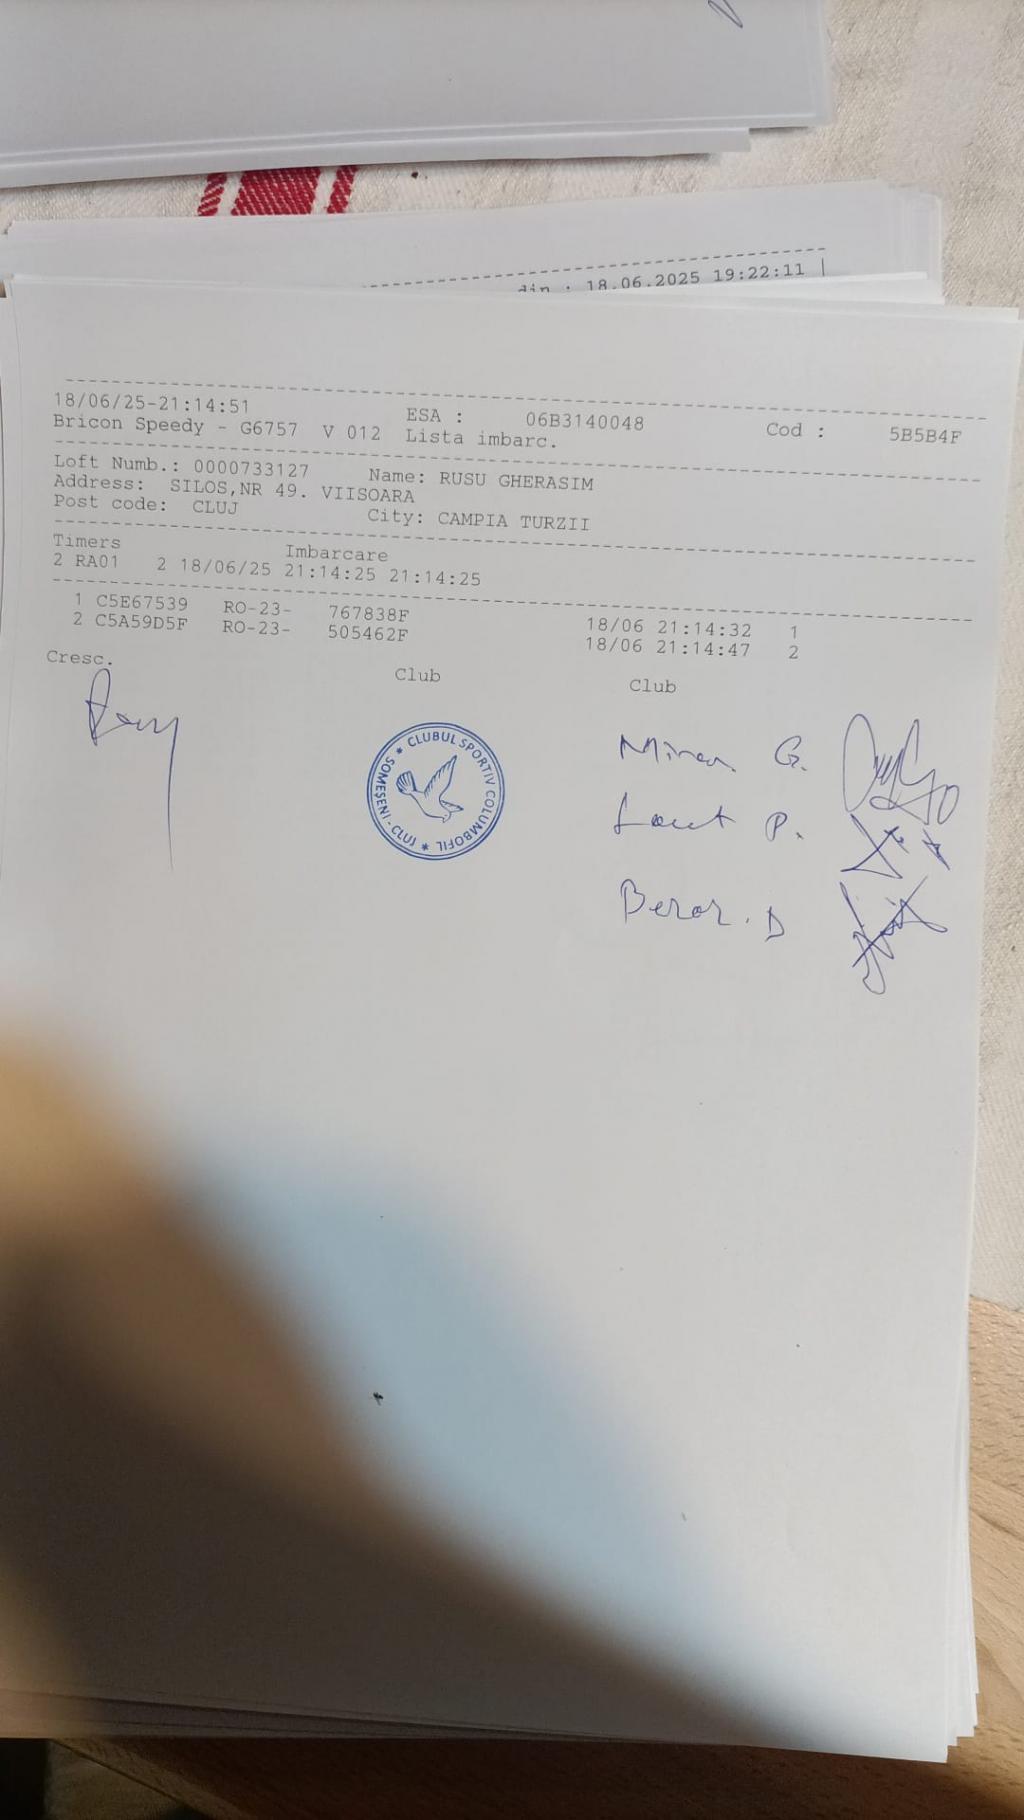 din : 18.06.2025 19:22:11 |
18/06/25-21:14:51 ESA : 06B3140048 Cod : 5B5B4F
Bricon Speedy - G6757 V 012 Lista imbarc.
Loft Numb.: 0000733127 Name: RUSU GHERASIM
Address: SILOS,NR 49. VIISOARA
Post code: CLUJ City: CAMPIA TURZII
Timers Imbarcare
2 RA01 2 18/06/25 21:14:25 21:14:25
1 C5E67539 RO-23- 767838F 18/06 21:14:32 1
2 C5A59D5F RO-23- 505462F 18/06 21:14:47 2
Cresc. Club Club
CLUBUL SPORTIV COLUMBOFIL * SOMEŞENI - CLUJ *
G.
P.
D